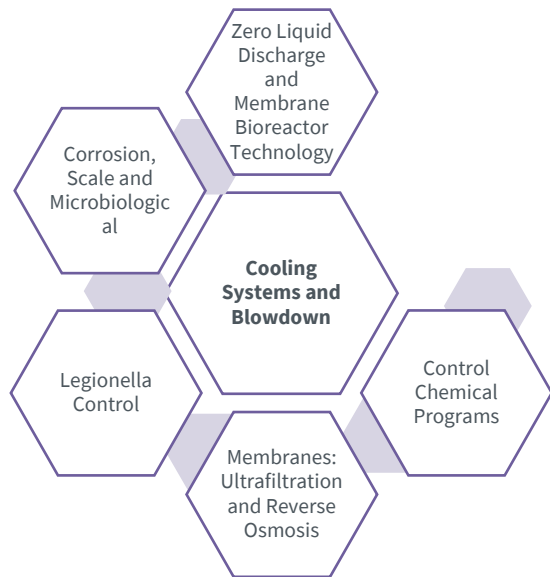 Zero Liquid
Discharge
and
Membrane
Bioreactor
Technology
Corrosion,
Scale and
Microbiologic
al
Cooling
Systems and
Blowdown
Legionella
Control
Control
Chemical
Programs
Membranes:
Ultrafiltration
and Reverse
Osmosis